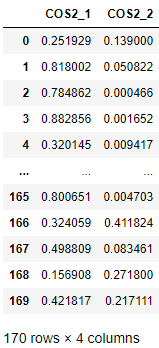 COS2_1 COS2_2
0 0.251929 0.139000
1 0.818002 0.050822
2 0.784862 0.000466
3 0.882856 0.001652
4 0.320145 0.009417
... ... ...
165 0.800651 0.004703
166 0.324059 0.411824
167 0.498809 0.083461
168 0.156908 0.271800
169 0.421817 0.217111
170 rows × 4 columns